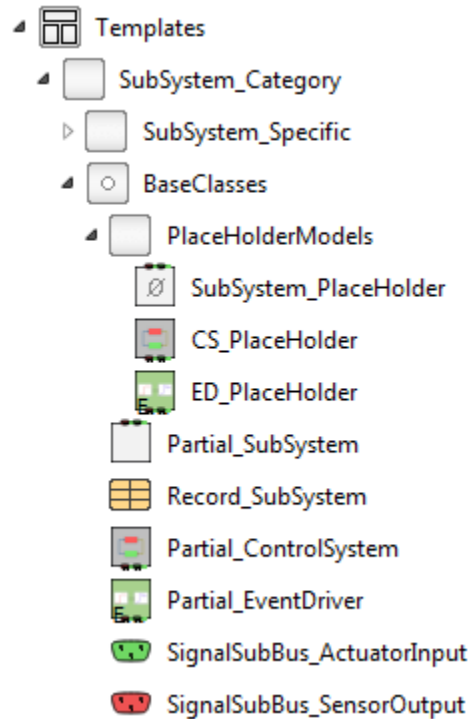 Templates
SubSystem_Category
SubSystem_Specific
BaseClasses
PlaceHolderModels
SubSystem_PlaceHolder
CS_PlaceHolder
E ED_PlaceHolder
Partial_SubSystem
Record_SubSystem
Partial_ControlSystem
E Partial_EventDriver
SignalSubBus_ActuatorInput
SignalSubBus_SensorOutput